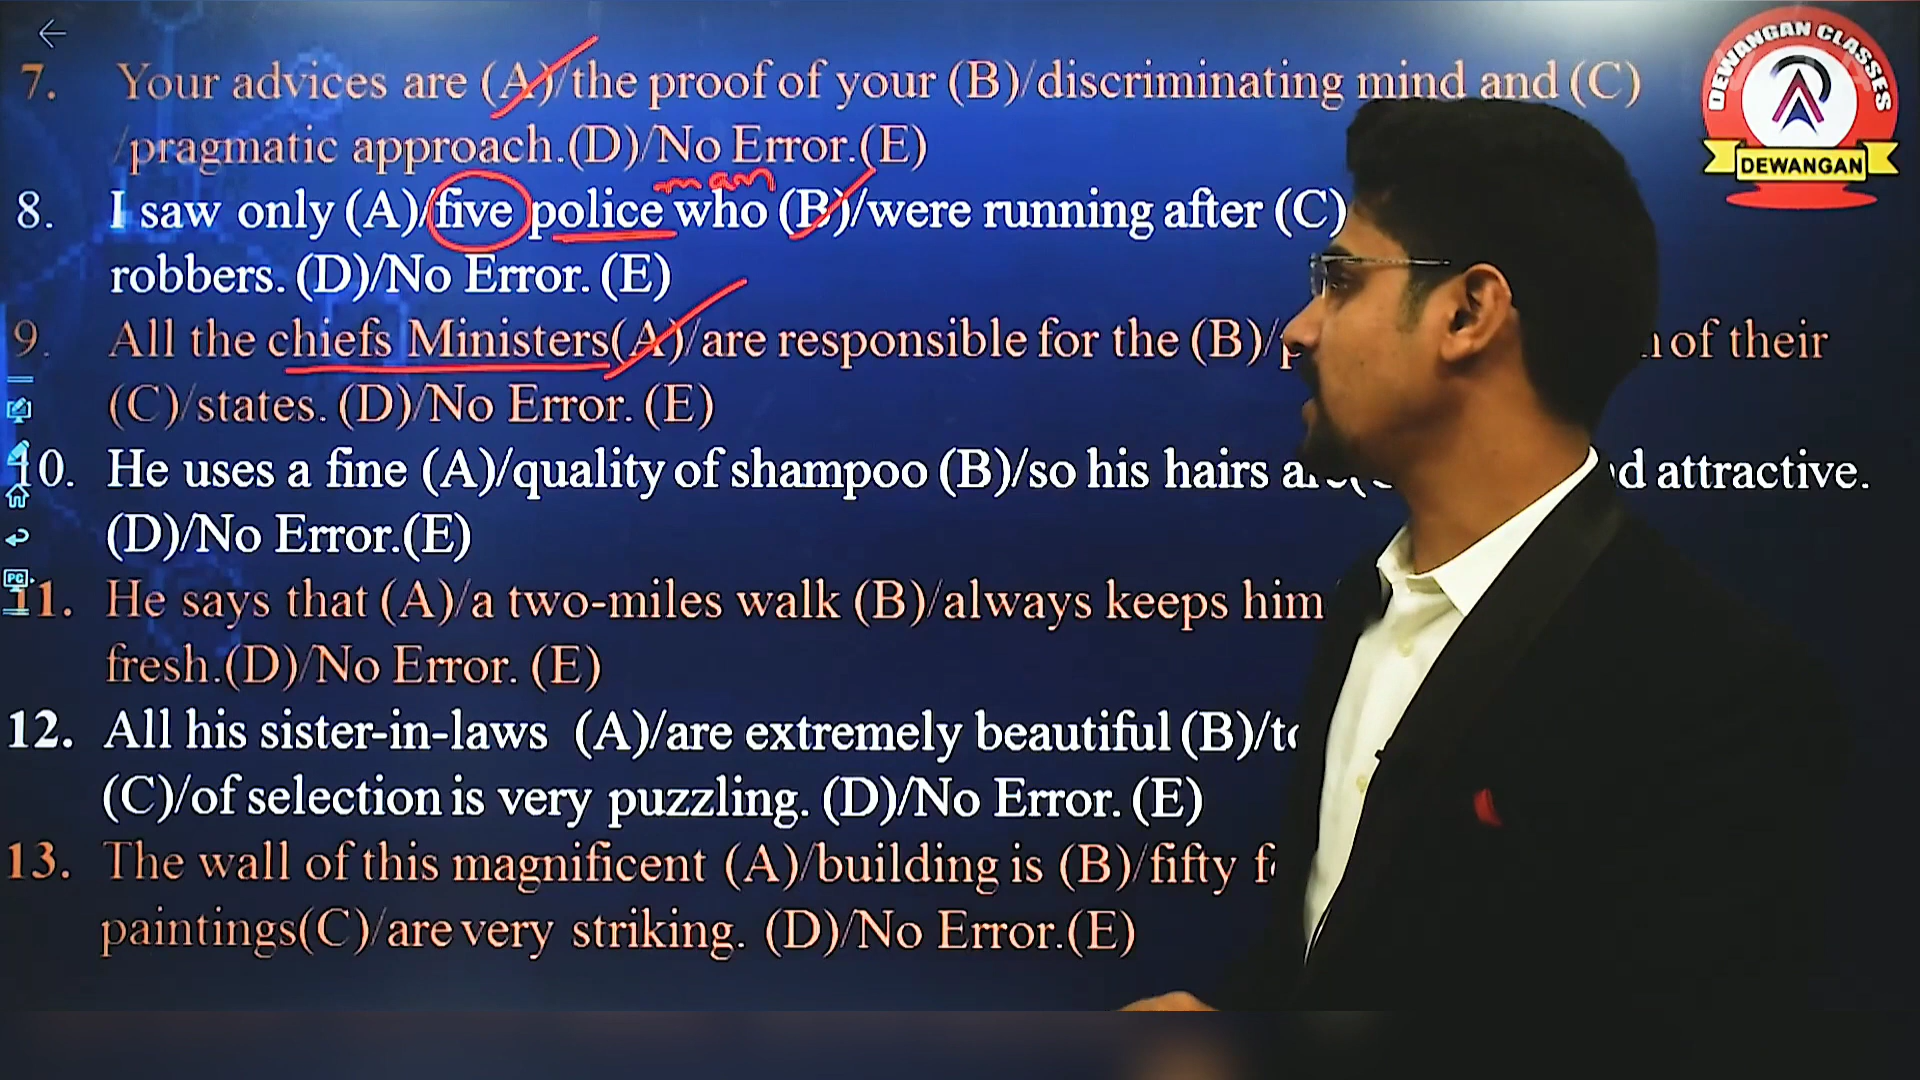 7. Your advices are (A)/the proof of your (B)/discriminating mind and (C)
/pragmatic approach.(D)/No Error.(E)
man
8. I saw only (A)/five police who (B)/were running after (C)
robbers. (D)/No Error. (E)
9. All the chiefs Ministers(A)/are responsible for the (B)/ of their
(C)/states. (D)/No Error. (E)
10. He uses a fine (A)/quality of shampoo (B)/so his hairs attractive.
(D)/No Error.(E)
11. He says that (A)/a two-miles walk (B)/always keeps him
fresh.(D)/No Error. (E)
12. All his sister-in-laws (A)/are extremely beautiful (B)/
(C)/of selection is very puzzling. (D)/No Error. (E)
13. The wall of this magnificent (A)/building is (B)/fifty
paintings(C)/are very striking. (D)/No Error.(E)
DEWANGAN CLASSES
DEWANGAN
PG